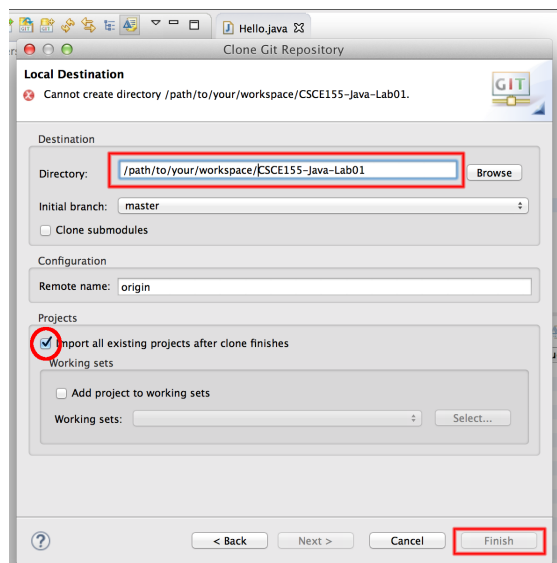 Hello.java
Clone Git Repository
Local Destination
Cannot create directory /path/to/your/workspace/CSCE155-Java-Lab01.
GIT
Destination
Directory: /path/to/your/workspace/CSCE155-Java-Lab01 Browse
Initial branch: master
Clone submodules
Configuration
Remote name: origin
Projects
Import all existing projects after clone finishes
Working sets
Add project to working sets
Working sets: Select...
? < Back Next > Cancel Finish